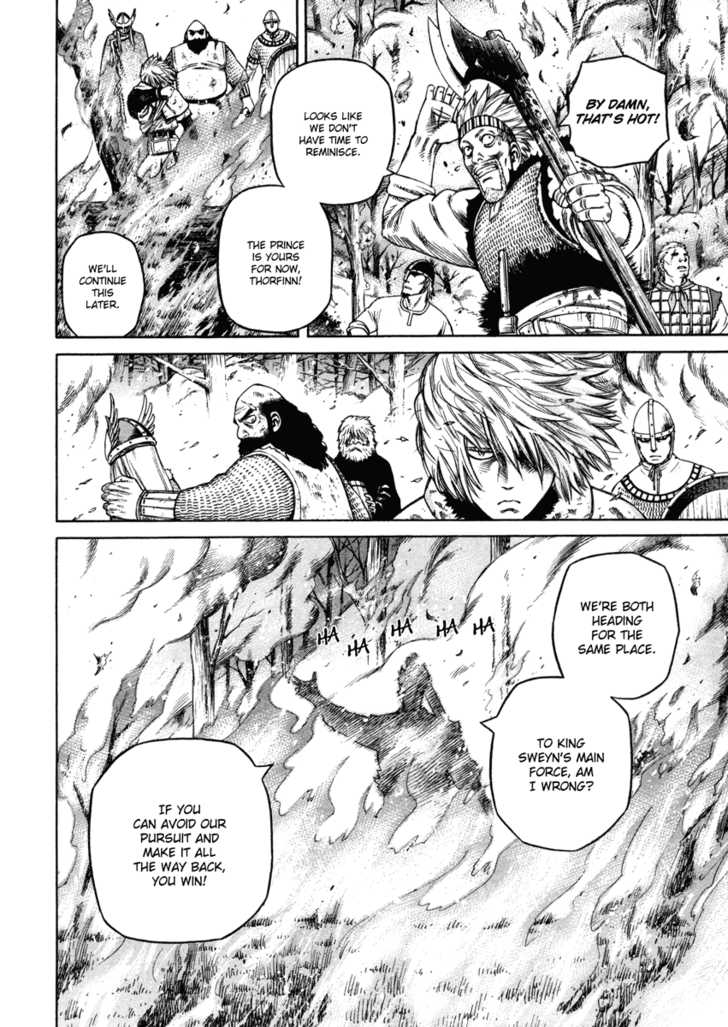 BY DAMN,
THAT'S HOT!
LOOKS LIKE
WE DON'T
HAVE TIME TO
REMINISCE.
THE PRINCE
IS YOURS
FOR NOW,
THORFINN!
WE'LL
CONTINUE
THIS
LATER.
WE'RE BOTH
HEADING
FOR THE
SAME PLACE.
TO KING
SWEYN'S MAIN
FORCE, AM
I WRONG?
HA HA HA HA HA
IF YOU
CAN AVOID OUR
PURSUIT AND
MAKE IT ALL
THE WAY BACK,
YOU WIN!